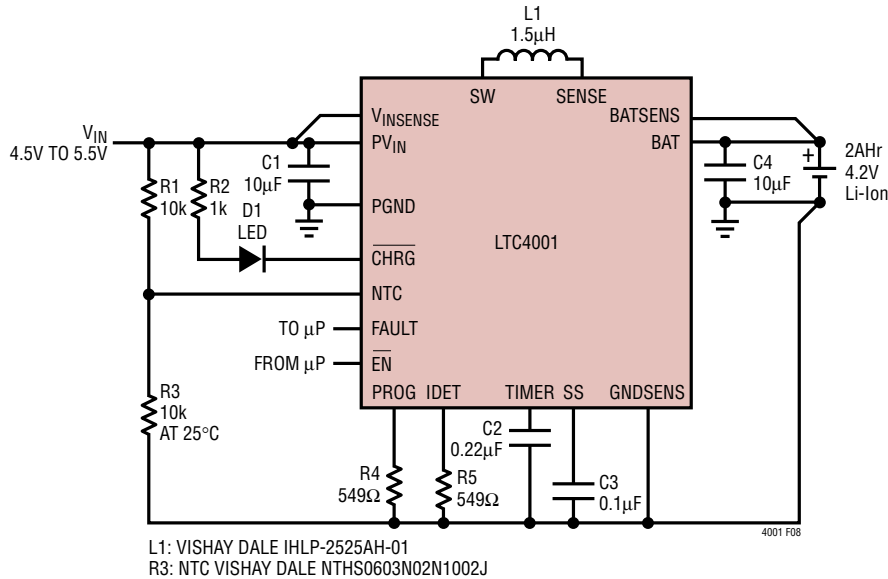 L1
1.5µH
SW
SENSE
VINSENSE
BATSENS
VIN
4.5V TO 5.5V
PVIN
BAT
R1
10k
R2
1k
C1
10µF
C4
10µF
+
2AHr
4.2V
Li-Ion
D1
LED
PGND
LTC4001
CHRG
NTC
TO µP
FAULT
FROM µP
EN
R3
10k
AT 25°C
PROG
IDET
TIMER
SS
GNDSENS
R4
549Ω
R5
549Ω
C2
0.22µF
C3
0.1µF
4001 F08
L1: VISHAY DALE IHLP-2525AH-01
R3: NTC VISHAY DALE NTHS0603N02N1002J